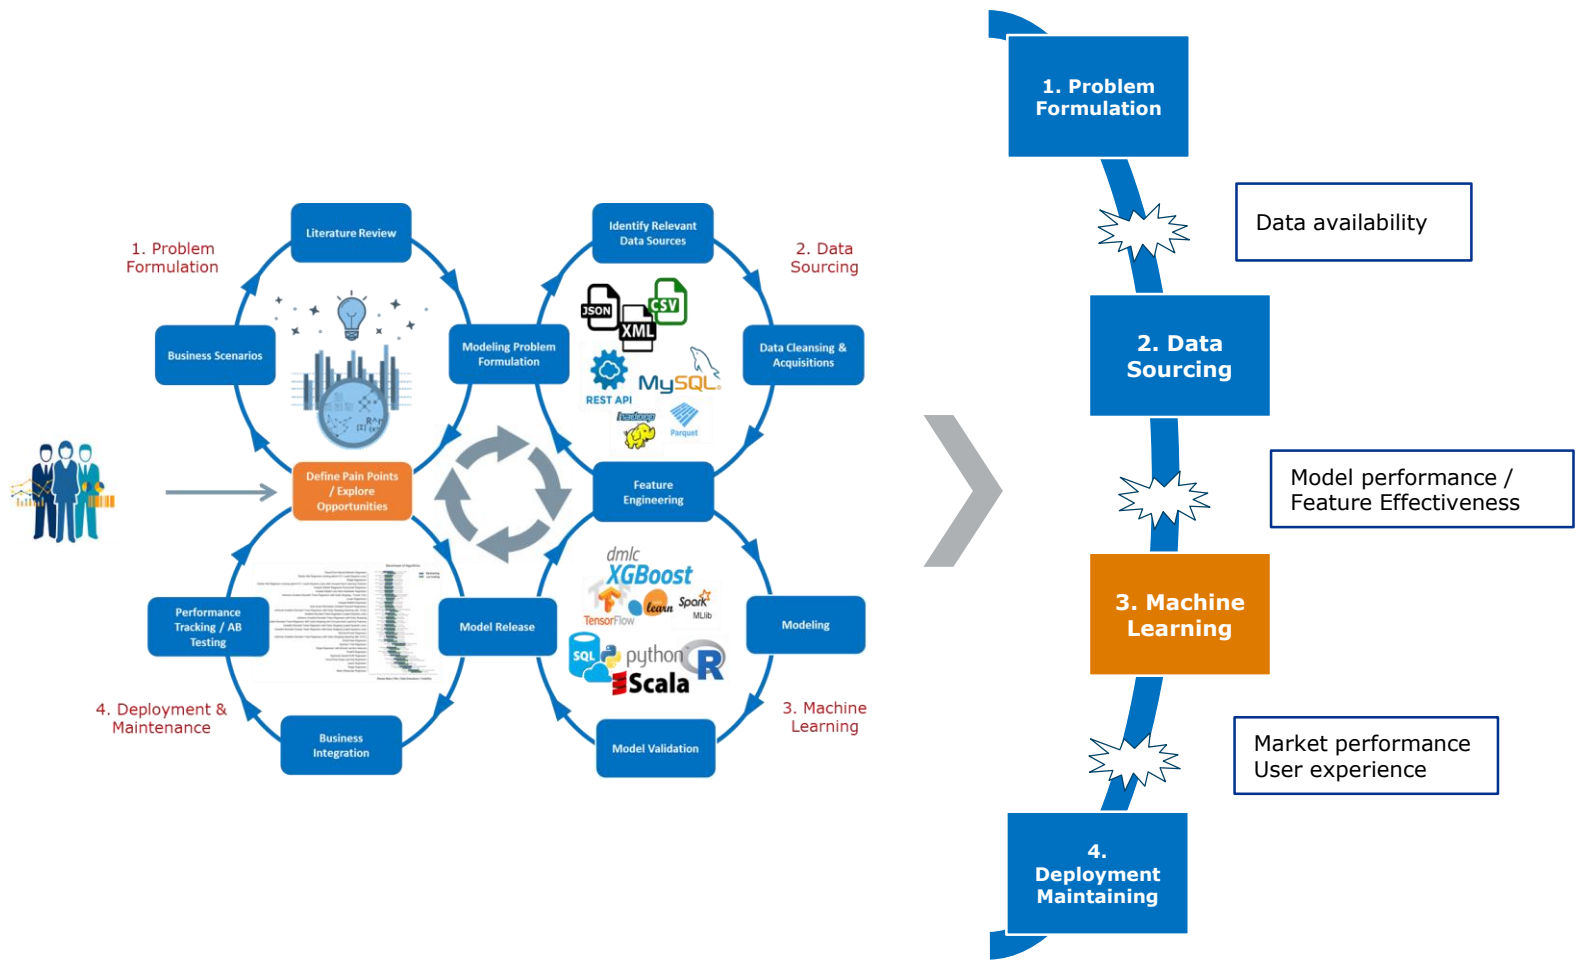 1. Problem
Formulation
Literature Review
Business Scenarios
Modeling Problem
Formulation
Define Pain Points
/ Explore
Opportunities
Identify Relevant
Data Sources
2. Data
Sourcing
JSON
XML
CSV
REST API
MySQL
hadoop
Parquet
Data Cleansing &
Acquisitions
Feature
Engineering
Performance
Tracking / AB
Testing
Model Release
4. Deployment &
Maintenance
Business
Integration
dmlc
XGBoost
TensorFlow
learn
Spark
MLlib
SQL
python
R
Scala
Modeling
3. Machine
Learning
Model Validation
1. Problem
Formulation
Data availability
2. Data
Sourcing
Model performance /
Feature Effectiveness
3. Machine
Learning
Market performance
User experience
4.
Deployment
Maintaining